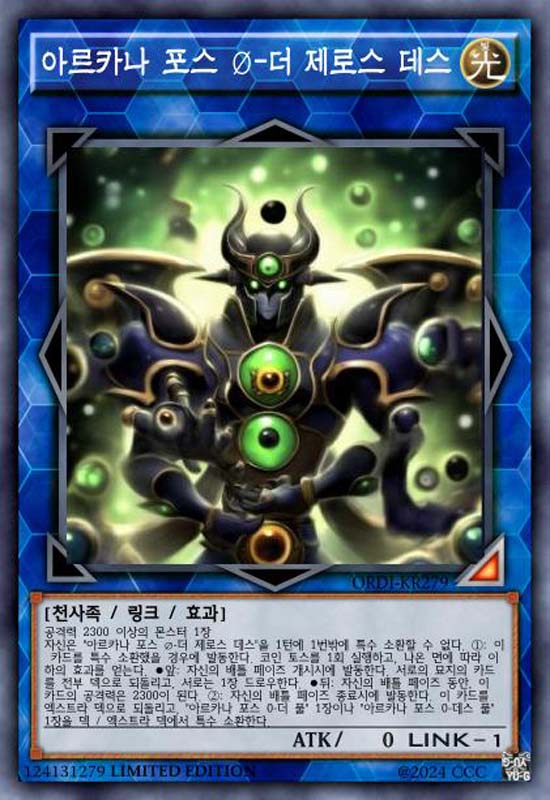 아르카나 포스 ∅-더 제로스 데스
光
ORDI-KR279
[천사족 / 링크 / 효과]
공격력 2300 이상의 몬스터 1장
자신은 "아르카나 포스 ∅-더 제로스 데스"을 1턴에 1번밖에 특수 소환할 수 없다. ①: 이
카드를 특수 소환했을 경우에 발동한다. 코인 토스를 1회 실행하고, 나온 면에 따라 이
하의 효과를 얻는다. ●앞: 자신의 배틀 페이즈 개시시에 발동한다. 서로의 묘지의 카드
를 전부 덱으로 되돌리고, 서로는 1장 드로우한다. ●뒤: 자신의 배틀 페이즈 동안 이
카드의 공격력은 2300이 된다. ②: 자신의 배틀 페이즈 종료시에 발동한다. 이 카드를
엑스트라 덱으로 되돌리고, "아르카나 포스 0-더 풀" 1장이나 "아르카나 포스 0-데스 풀"
1장을 덱 / 엑스트라 덱에서 특수 소환한다.
ATK/ 0 LINK-1
124131279 LIMITED EDITION
@2024 CCC